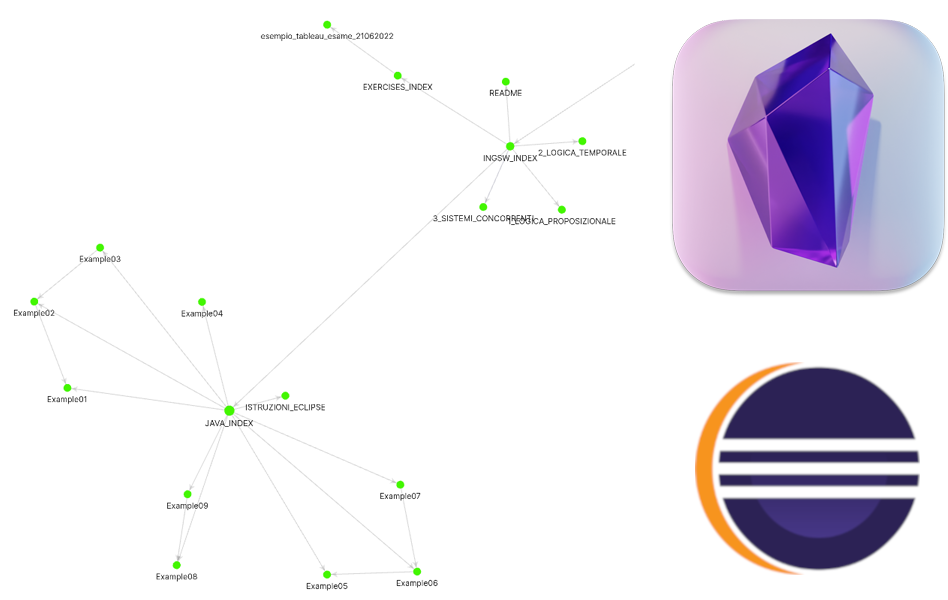 esempio_tableau_esame_21062022
EXERCISES_INDEX
README
INGSW_INDEX
2_LOGICA_TEMPORALE
3_SISTEMI_CONCORRENTI
1_LOGICA_PROPOSIZIONALE
Example03
Example02
Example04
Example01
ISTRUZIONI_ECLIPSE
JAVA_INDEX
Example07
Example09
Example08
Example05
Example06